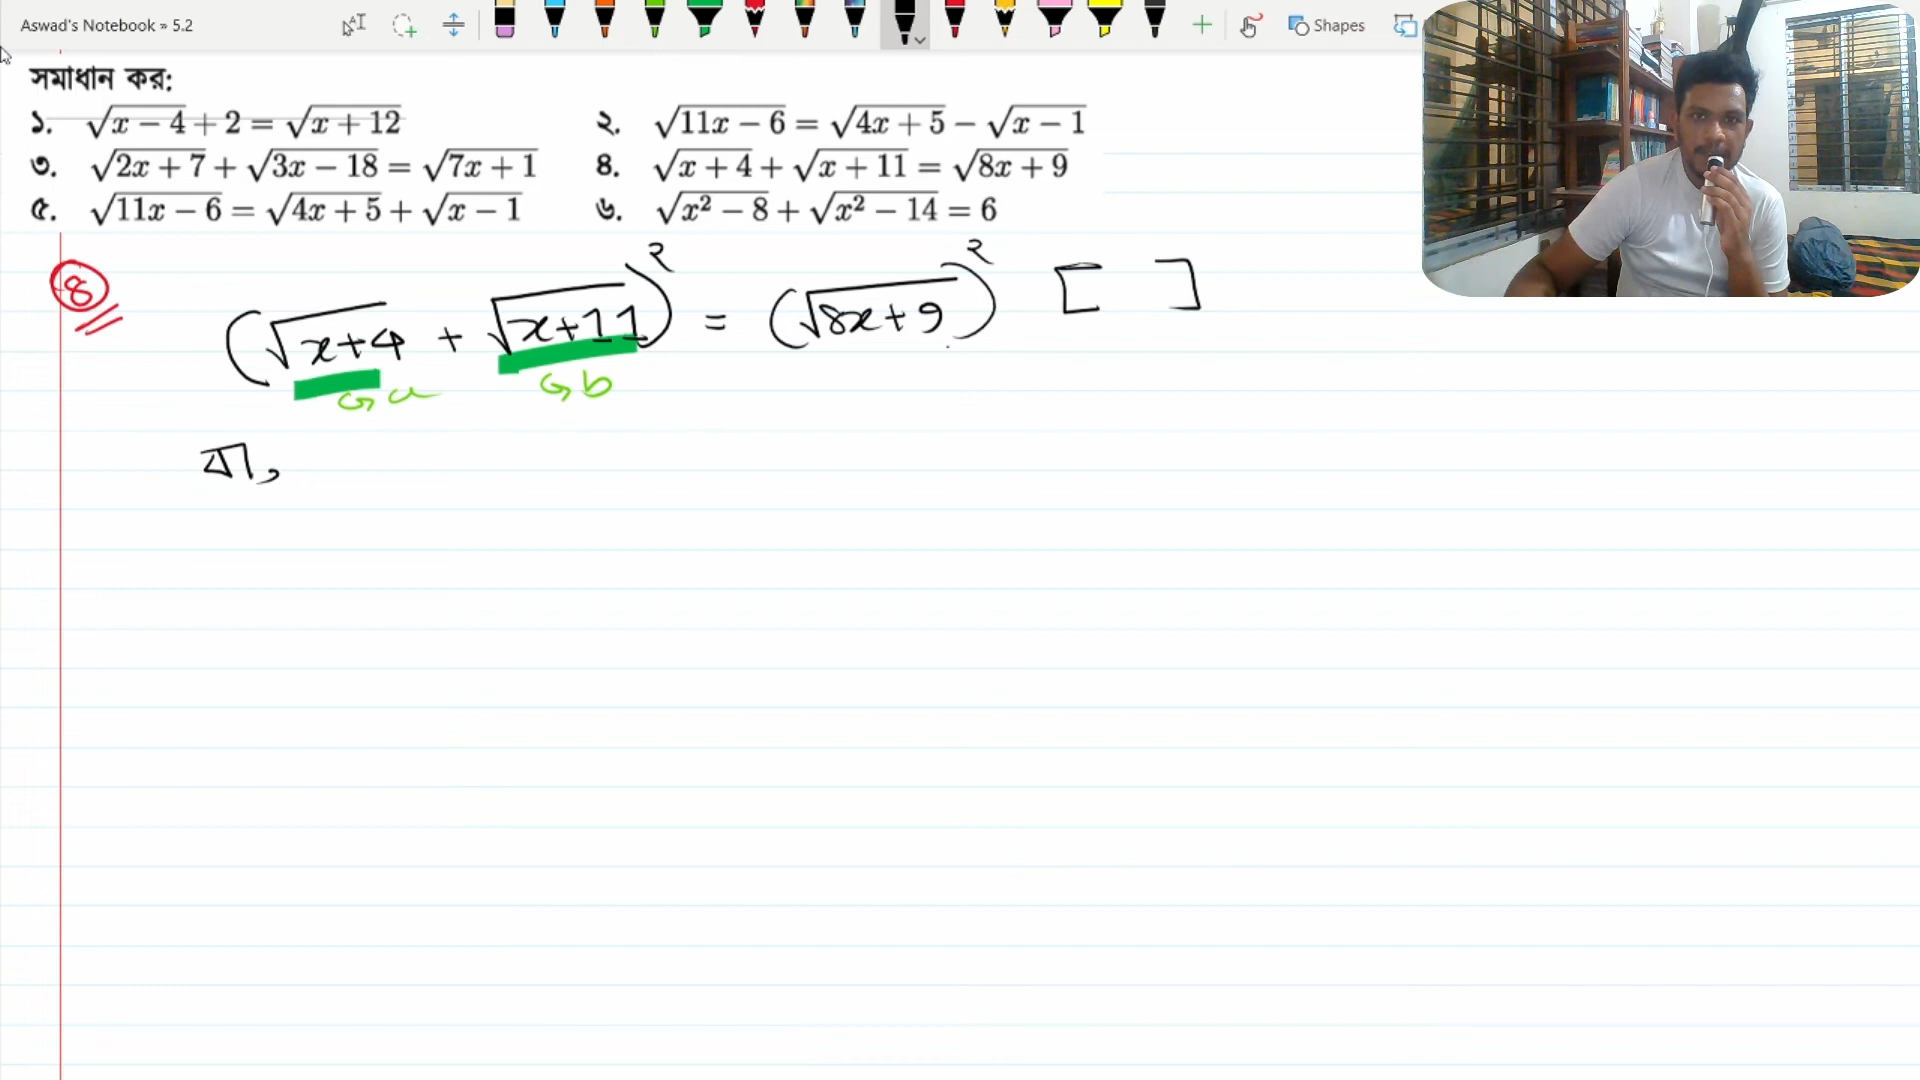 Aswad's Notebook » 5.2
Shapes
সমাধান কর:
১. √(x − 4) + 2 = √(x + 12) ২. √(11x − 6) = √(4x + 5) − √(x − 1)
৩. √(2x + 7) + √(3x − 18) = √(7x + 1) ৪. √(x + 4) + √(x + 11) = √(8x + 9)
৫. √(11x − 6) = √(4x + 5) + √(x − 1) ৬. √(x² − 8) + √(x² − 14) = 6
৪ (√(x+4) + √(x+11))² = (√(8x+9))² [ ]
a b
বা,